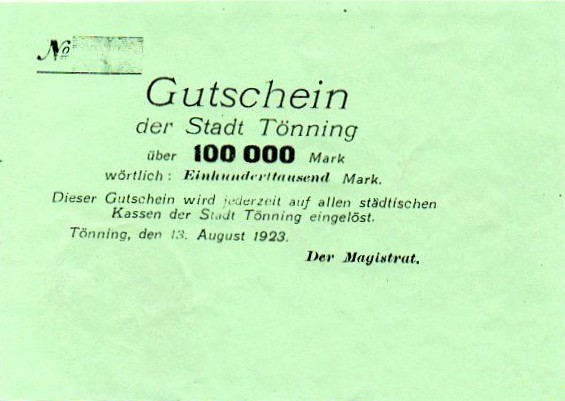 №
Gutschein
der Stadt Tönning
über 100 000 Mark
wörtlich: Einhunderttausend Mark.
Dieser Gutschein wird jederzeit auf allen städtischen
Kassen der Stadt Tönning eingelöst.
Tönning, den 13. August 1923.
Der Magistrat.